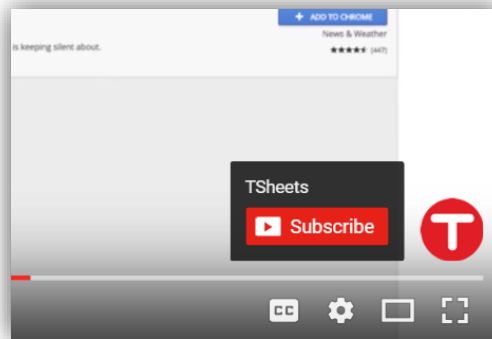 + ADD TO CHROME
News & Weather
is keeping silent about.
★★★★★ (447)
TSheets
Subscribe
T
CC